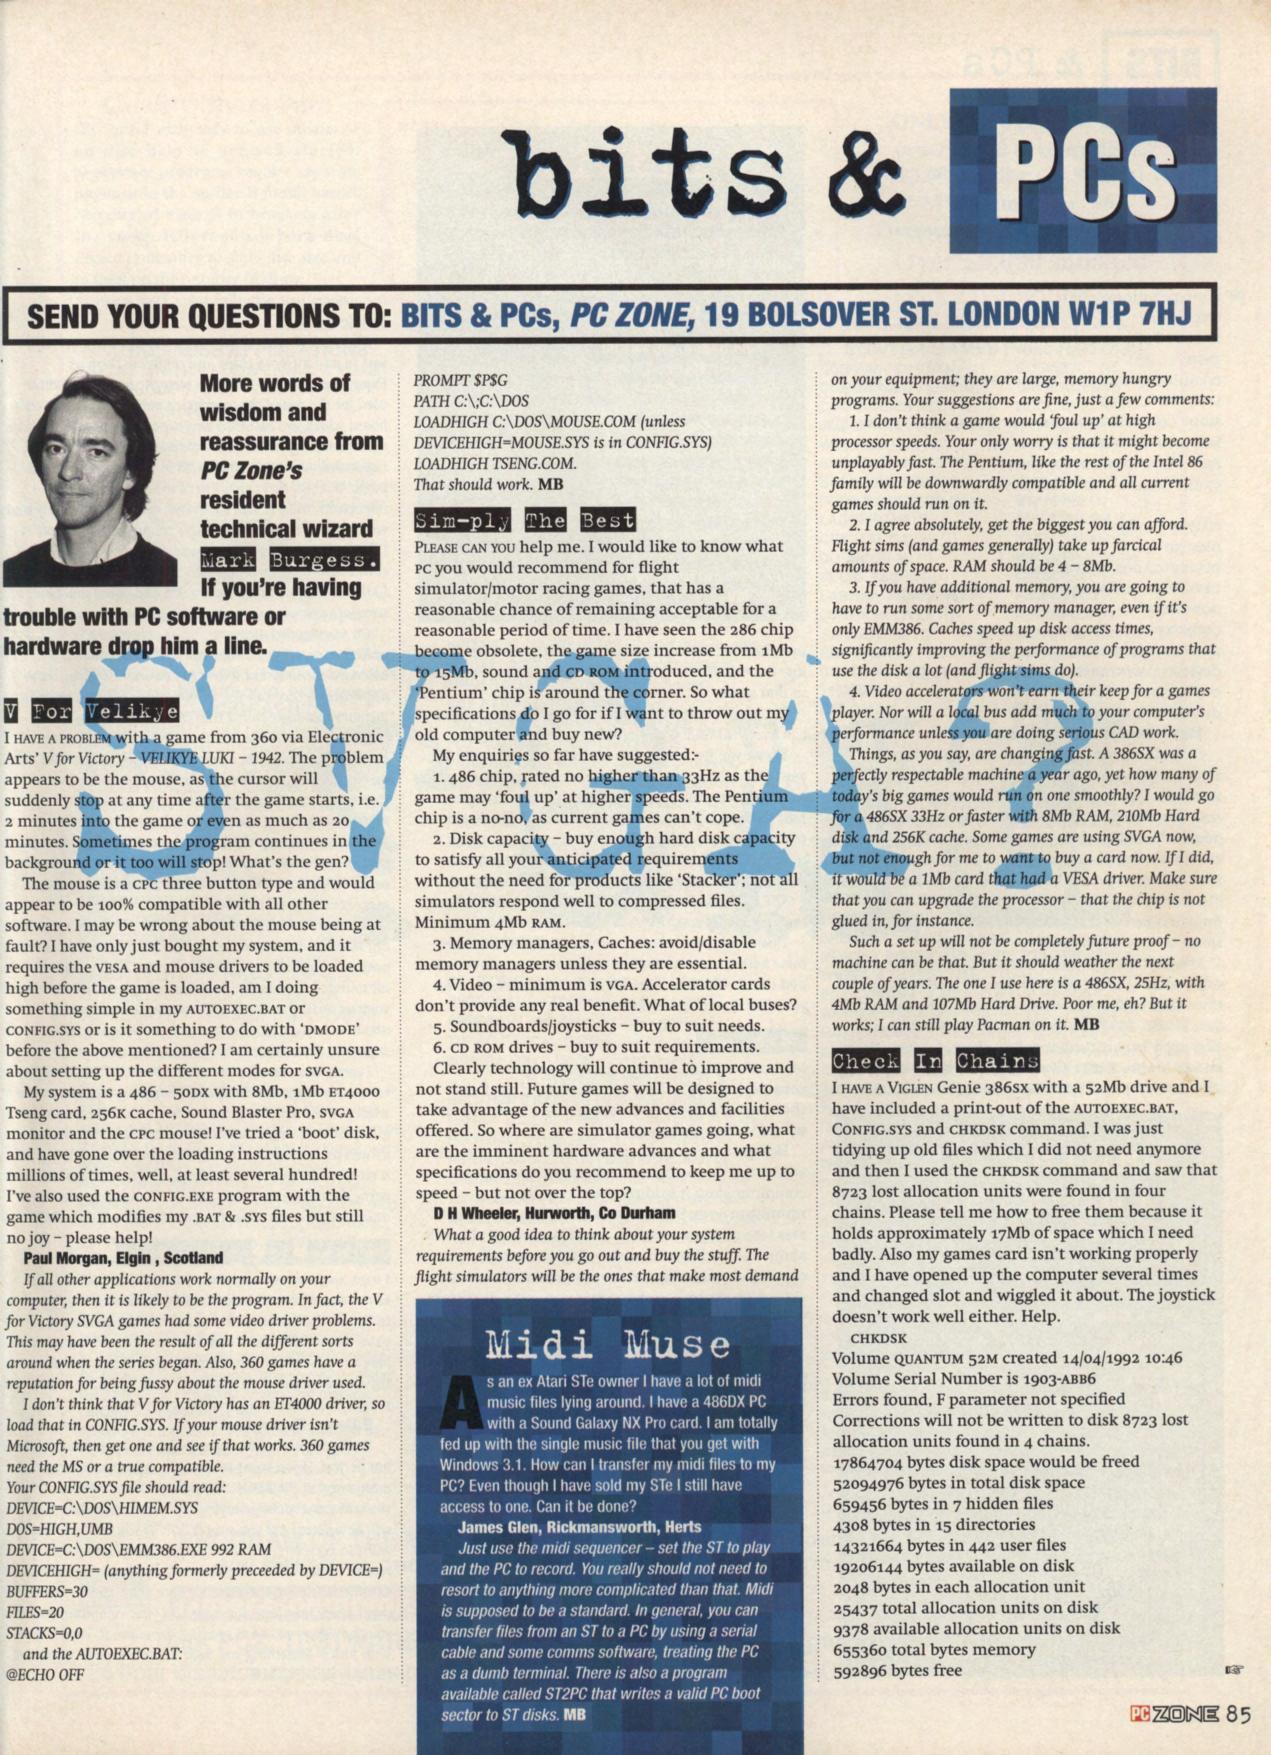 bits & PCs
SEND YOUR QUESTIONS TO: BITS & PCs, PC ZONE, 19 BOLSOVER ST. LONDON W1P 7HJ
More words of
wisdom and
reassurance from
PC Zone's
resident
technical wizard
Mark Burgess.
If you're having
trouble with PC software or
hardware drop him a line.
V For Velikye
I HAVE A PROBLEM with a game from 360 via Electronic
Arts' V for Victory – VELIKYE LUKI – 1942. The problem
appears to be the mouse, as the cursor will
suddenly stop at any time after the game starts, i.e.
2 minutes into the game or even as much as 20
minutes. Sometimes the program continues in the
background or it too will stop! What's the gen?
The mouse is a CPC three button type and would
appear to be 100% compatible with all other
software. I may be wrong about the mouse being at
fault? I have only just bought my system, and it
requires the VESA and mouse drivers to be loaded
high before the game is loaded, am I doing
something simple in my AUTOEXEC.BAT or
CONFIG.SYS or is it something to do with 'DMODE'
before the above mentioned? I am certainly unsure
about setting up the different modes for SVGA.
My system is a 486 – 50DX with 8Mb, 1Mb ET4000
Tseng card, 256K cache, Sound Blaster Pro, SVGA
monitor and the CPC mouse! I've tried a 'boot' disk,
and have gone over the loading instructions
millions of times, well, at least several hundred!
I've also used the CONFIG.EXE program with the
game which modifies my .BAT & .SYS files but still
no joy – please help!
Paul Morgan, Elgin , Scotland
If all other applications work normally on your
computer, then it is likely to be the program. In fact, the V
for Victory SVGA games had some video driver problems.
This may have been the result of all the different sorts
around when the series began. Also, 360 games have a
reputation for being fussy about the mouse driver used.
I don't think that V for Victory has an ET4000 driver, so
load that in CONFIG.SYS. If your mouse driver isn't
Microsoft, then get one and see if that works. 360 games
need the MS or a true compatible.
Your CONFIG.SYS file should read:
DEVICE=C:\DOS\HIMEM.SYS
DOS=HIGH,UMB
DEVICE=C:\DOS\EMM386.EXE 992 RAM
DEVICEHIGH= (anything formerly preceeded by DEVICE=)
BUFFERS=30
FILES=20
STACKS=0,0
and the AUTOEXEC.BAT:
@ECHO OFF
PROMPT $P$G
PATH C:\;C:\DOS
LOADHIGH C:\DOS\MOUSE.COM (unless
DEVICEHIGH=MOUSE.SYS is in CONFIG.SYS)
LOADHIGH TSENG.COM.
That should work. MB
Sim-ply The Best
PLEASE CAN YOU help me. I would like to know what
PC you would recommend for flight
simulator/motor racing games, that has a
reasonable chance of remaining acceptable for a
reasonable period of time. I have seen the 286 chip
become obsolete, the game size increase from 1Mb
to 15Mb, sound and CD ROM introduced, and the
'Pentium' chip is around the corner. So what
specifications do I go for if I want to throw out my
old computer and buy new?
My enquiries so far have suggested:-
1. 486 chip, rated no higher than 33Hz as the
game may 'foul up' at higher speeds. The Pentium
chip is a no-no, as current games can't cope.
2. Disk capacity – buy enough hard disk capacity
to satisfy all your anticipated requirements
without the need for products like 'Stacker'; not all
simulators respond well to compressed files.
Minimum 4Mb RAM.
3. Memory managers, Caches: avoid/disable
memory managers unless they are essential.
4. Video – minimum is VGA. Accelerator cards
don't provide any real benefit. What of local buses?
5. Soundboards/joysticks – buy to suit needs.
6. CD ROM drives – buy to suit requirements.
Clearly technology will continue to improve and
not stand still. Future games will be designed to
take advantage of the new advances and facilities
offered. So where are simulator games going, what
are the imminent hardware advances and what
specifications do you recommend to keep me up to
speed – but not over the top?
D H Wheeler, Hurworth, Co Durham
What a good idea to think about your system
requirements before you go out and buy the stuff. The
flight simulators will be the ones that make most demand
Midi Muse
As an ex Atari STe owner I have a lot of midi
music files lying around. I have a 486DX PC
with a Sound Galaxy NX Pro card. I am totally
fed up with the single music file that you get with
Windows 3.1. How can I transfer my midi files to my
PC? Even though I have sold my STe I still have
access to one. Can it be done?
James Glen, Rickmansworth, Herts
Just use the midi sequencer – set the ST to play
and the PC to record. You really should not need to
resort to anything more complicated than that. Midi
is supposed to be a standard. In general, you can
transfer files from an ST to a PC by using a serial
cable and some comms software, treating the PC
as a dumb terminal. There is also a program
available called ST2PC that writes a valid PC boot
sector to ST disks. MB
on your equipment; they are large, memory hungry
programs. Your suggestions are fine, just a few comments:
1. I don't think a game would 'foul up' at high
processor speeds. Your only worry is that it might become
unplayably fast. The Pentium, like the rest of the Intel 86
family will be downwardly compatible and all current
games should run on it.
2. I agree absolutely, get the biggest you can afford.
Flight sims (and games generally) take up farcical
amounts of space. RAM should be 4 – 8Mb.
3. If you have additional memory, you are going to
have to run some sort of memory manager, even if it's
only EMM386. Caches speed up disk access times,
significantly improving the performance of programs that
use the disk a lot (and flight sims do).
4. Video accelerators won't earn their keep for a games
player. Nor will a local bus add much to your computer's
performance unless you are doing serious CAD work.
Things, as you say, are changing fast. A 386SX was a
perfectly respectable machine a year ago, yet how many of
today's big games would run on one smoothly? I would go
for a 486SX 33Hz or faster with 8Mb RAM, 210Mb Hard
disk and 256K cache. Some games are using SVGA now,
but not enough for me to want to buy a card now. If I did,
it would be a 1Mb card that had a VESA driver. Make sure
that you can upgrade the processor – that the chip is not
glued in, for instance.
Such a set up will not be completely future proof – no
machine can be that. But it should weather the next
couple of years. The one I use here is a 486SX, 25Hz, with
4Mb RAM and 107Mb Hard Drive. Poor me, eh? But it
works; I can still play Pacman on it. MB
Check In Chains
I HAVE A VIGLEN Genie 386SX with a 52Mb drive and I
have included a print-out of the AUTOEXEC.BAT,
CONFIG.SYS and CHKDSK command. I was just
tidying up old files which I did not need anymore
and then I used the CHKDSK command and saw that
8723 lost allocation units were found in four
chains. Please tell me how to free them because it
holds approximately 17Mb of space which I need
badly. Also my games card isn't working properly
and I have opened up the computer several times
and changed slot and wiggled it about. The joystick
doesn't work well either. Help.
CHKDSK
Volume QUANTUM 52M created 14/04/1992 10:46
Volume Serial Number is 1903-ABB6
Errors found, F parameter not specified
Corrections will not be written to disk 8723 lost
allocation units found in 4 chains.
17864704 bytes disk space would be freed
52094976 bytes in total disk space
659456 bytes in 7 hidden files
4308 bytes in 15 directories
14321664 bytes in 442 user files
19206144 bytes available on disk
2048 bytes in each allocation unit
25437 total allocation units on disk
9378 available allocation units on disk
655360 total bytes memory
592896 bytes free
PC ZONE 85